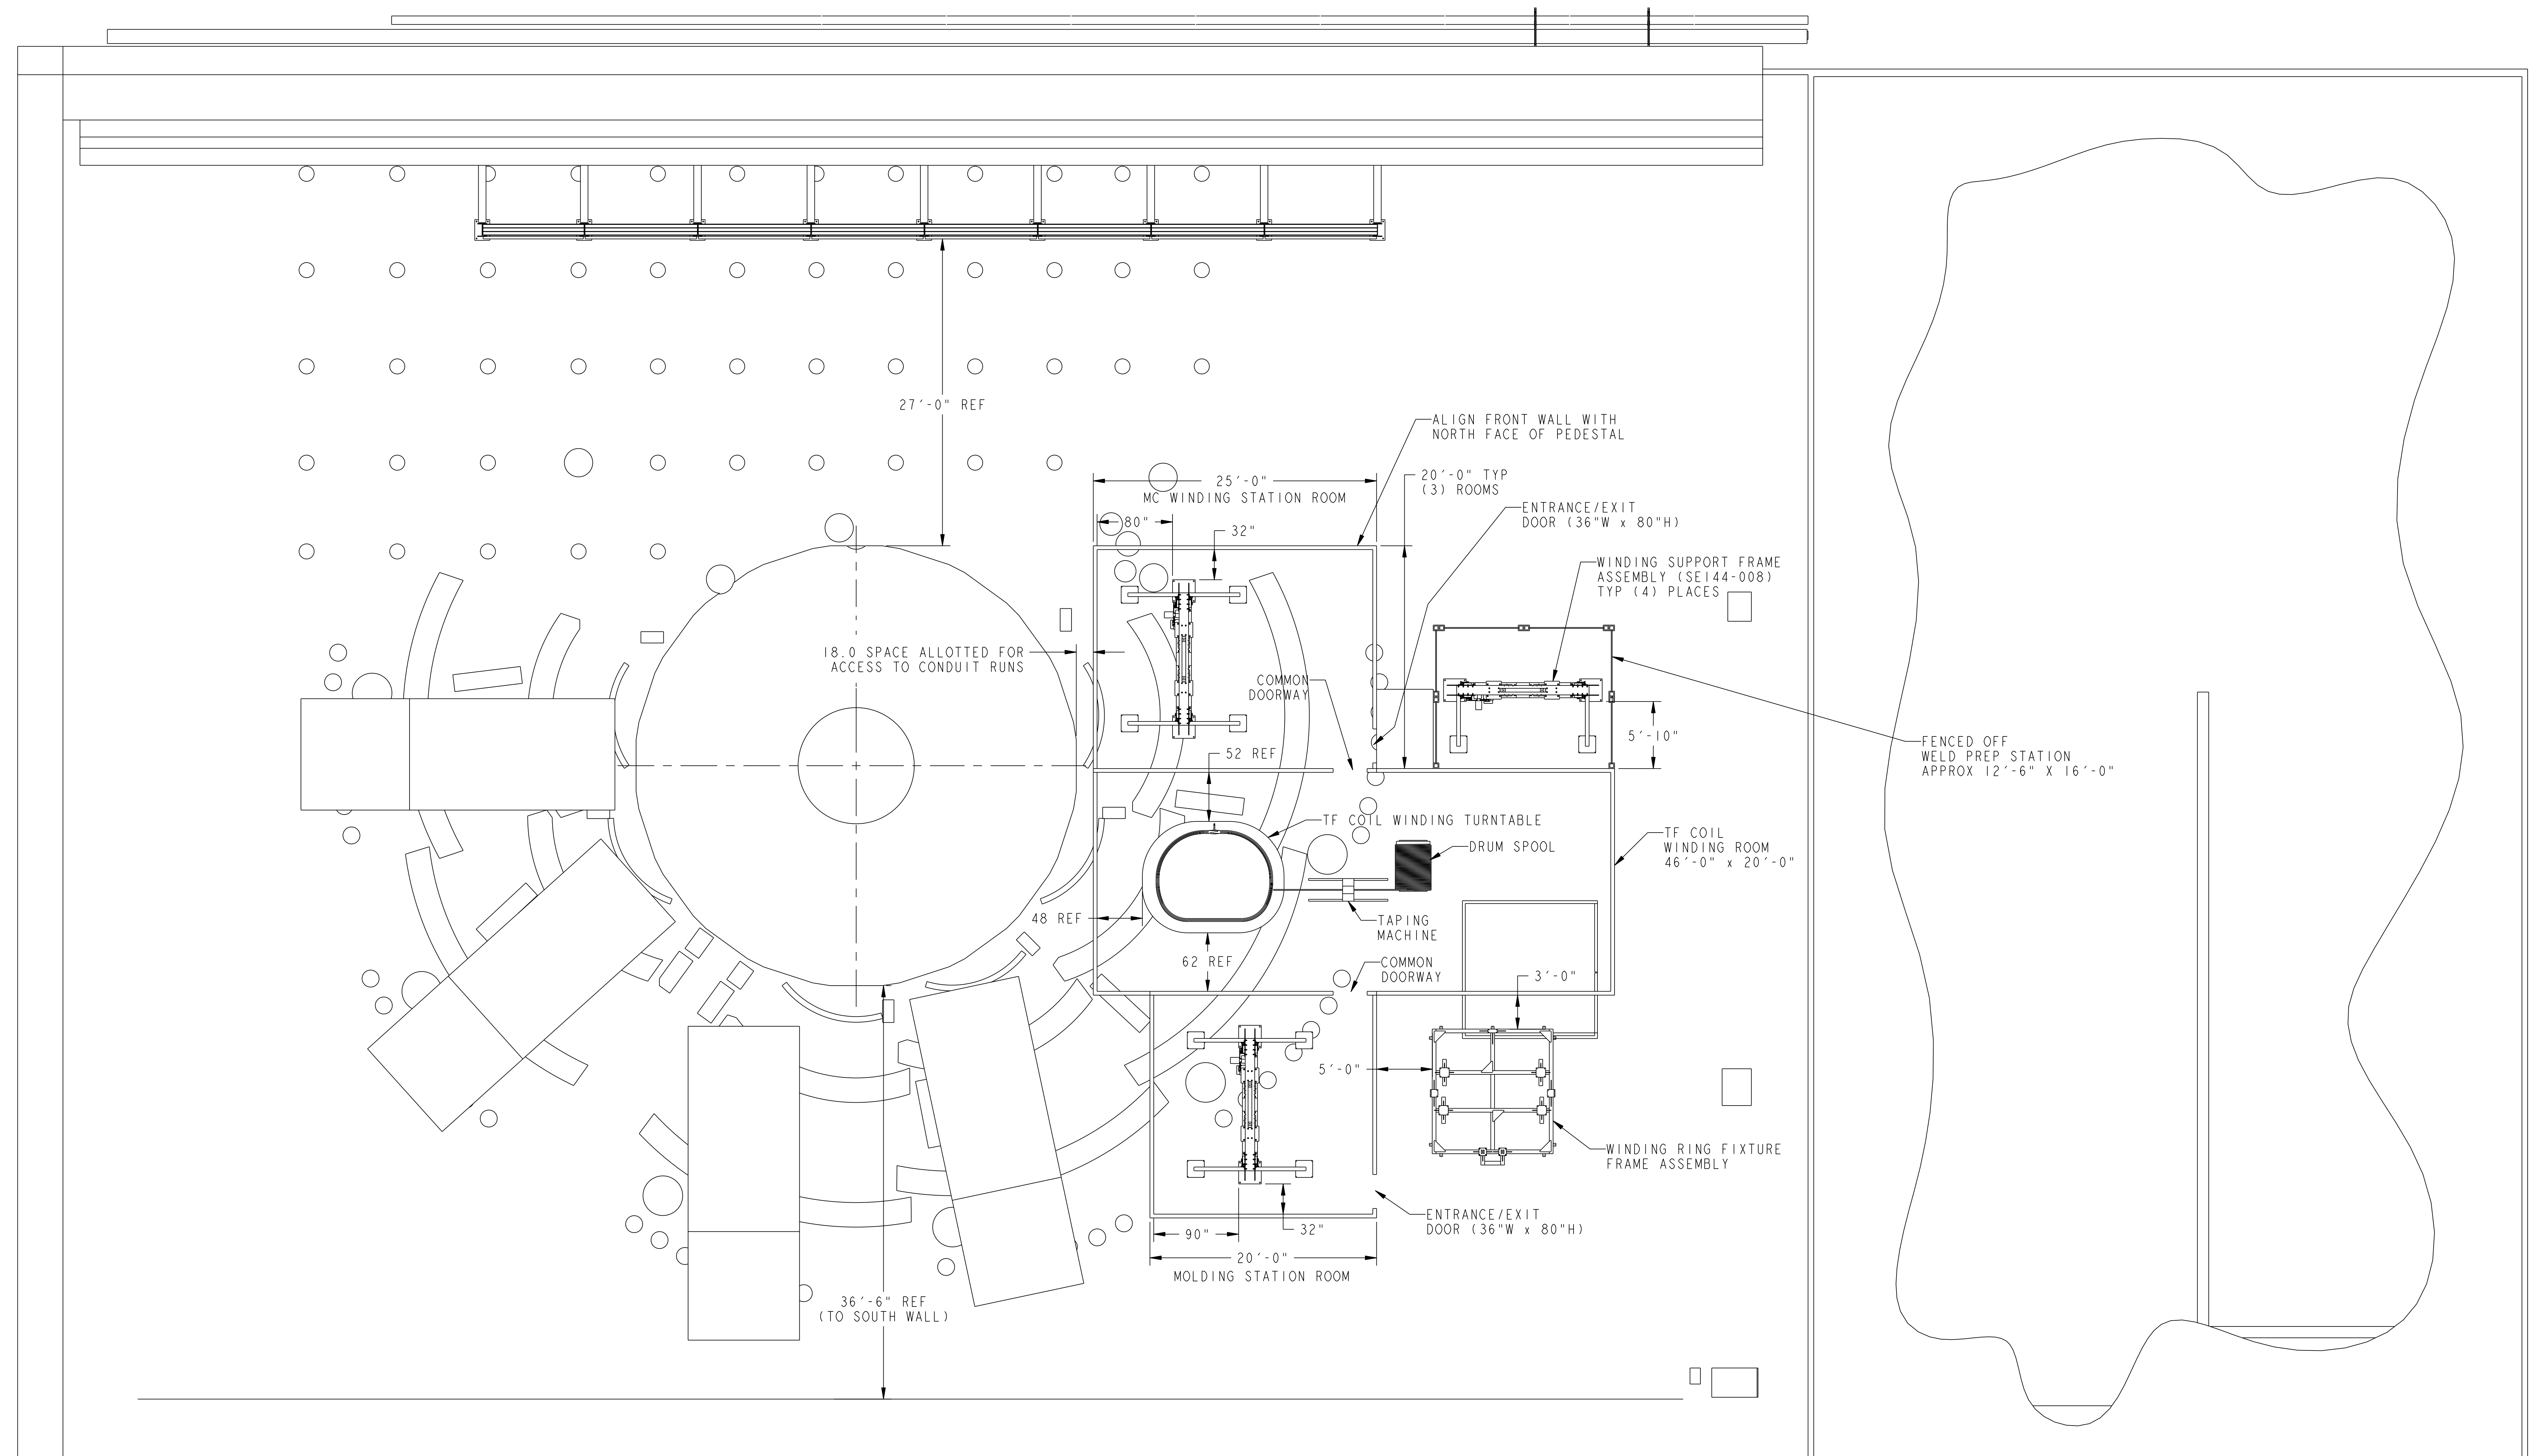 27'-0" REF
ALIGN FRONT WALL WITH
NORTH FACE OF PEDESTAL
25'-0"
MC WINDING STATION ROOM
20'-0" TYP
(3) ROOMS
80"
32"
ENTRANCE/EXIT
DOOR (36"W x 80"H)
WINDING SUPPORT FRAME
ASSEMBLY (SE144-008)
TYP (4) PLACES
18.0 SPACE ALLOTTED FOR
ACCESS TO CONDUIT RUNS
COMMON
DOORWAY
5'-10"
FENCED OFF
WELD PREP STATION
APPROX 12'-6" X 16'-0"
52 REF
TF COIL WINDING TURNTABLE
DRUM SPOOL
TF COIL
WINDING ROOM
46'-0" x 20'-0"
48 REF
TAPING
MACHINE
62 REF
COMMON
DOORWAY
3'-0"
5'-0"
WINDING RING FIXTURE
FRAME ASSEMBLY
ENTRANCE/EXIT
DOOR (36"W x 80"H)
90"
32"
20'-0"
MOLDING STATION ROOM
36'-6" REF
(TO SOUTH WALL)